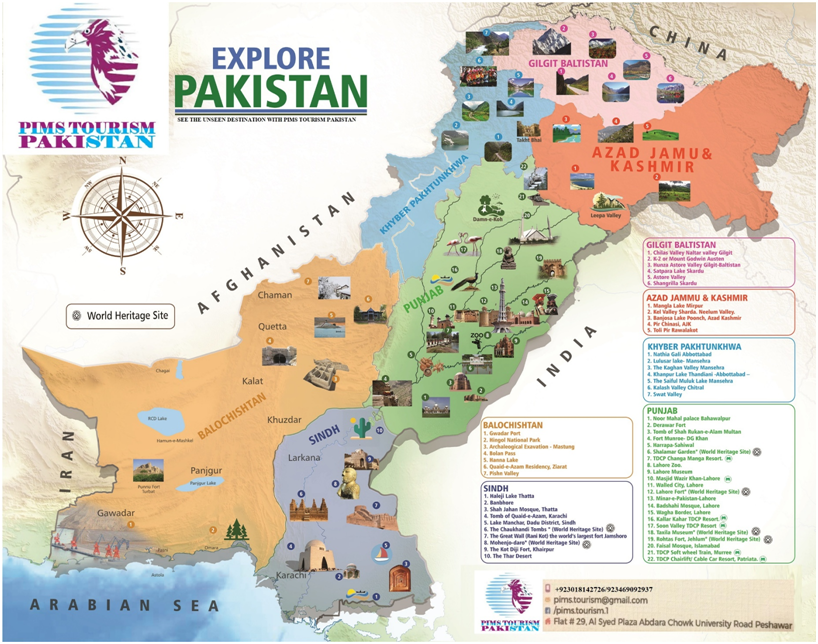 PIMS TOURISM
PAKISTAN
EXPLORE
PAKISTAN
SEE THE UNSEEN DESTINATION WITH PIMS TOURISM PAKISTAN
CHINA
GILGIT BALTISTAN
AZAD JAMU&
KASHMIR
Takht Bhai
Leepa Valley
KHYBER PAKHTUNKHWA
AFGHANISTAN
Dame-e-Koh
PUNJAB
ZOO
INDIA
N
E
S
W
World Heritage Site
Chaman
Quetta
Kalat
Khuzdar
BALOCHISHTAN
Chagai
RCD Lake
Hamun-e-Mashkel
Panjgur
Panjgur Lake
IRAN
Gawadar
Ormara
Astola
SINDH
Larkana
Karachi
ARABIAN SEA
GILGIT BALTISTAN
1. Chilas Valley Naltar valley Gilgit
2. K-2 or Mount Godwin Austen
3. Hunza Astore Valley Gilgit-Baltistan
4. Satpara Lake Skardu
5. Astore Valley
6. Shangrilla Skardu
AZAD JAMMU & KASHMIR
1. Mangla Lake Mirpur
2. Kel Valley Sharda. Neelum Valley.
3. Banjosa Lake Poonch, Azad Kashmir
4. Pir Chinasi, AJK
5. Toli Pir Rawalakot
KHYBER PAKHTUNKHWA
1. Nathia Gali Abbottabad
2. Lulusar lake- Mansehra
3. The Kaghan Valley Mansehra
4. Khanpur Lake Thandiani -Abbottabad --
5. The Saiful Muluk Lake Mansehra
6. Kalash Valley Chitral
7. Swat Valley
PUNJAB
1. Noor Mahal palace Bahawalpur
2. Derawar Fort
3. Tomb of Shah Rukan-e-Alam Multan
4. Fort Munroe- DG Khan
5. Harrapa-Sahiwal
6. Shalamar Garden* (World Heritage Site)
7. TDCP Changa Manga Resort.
8. Lahore Zoo.
9. Lahore Museum
10. Masjid Wazir Khan-Lahore
11. Walled City, Lahore
12. Lahore Fort* (World Heritage Site)
13. Minar-e-Pakistan-Lahore
14. Badshahi Mosque, Lahore
15. Wagha Border, Lahore
16. Kallar Kahar TDCP Resort
17. Soon Valley TDCP Resort
18. Taxila Museum* (World Heritage Site)
19. Rohtas Fort, Jehlum* (World Heritage Site)
20. Faisal Mosque, Islamabad
21. TDCP Soft wheel Train, Murree
22. TDCP Chairlift/ Cable Car Resort, Patriata.
BALOCHISHTAN
1. Gwadar Port
2. Hingol National Park
3. Archalengical Exavation - Mastung
4. Bolan Pass
5. Hanna Lake
6. Quaid-e-Azam Residency, Ziarat
7. Pishn Valley
SINDH
1. Haleji Lake Thatta
2. Banbhore
3. Shah Jahan Mosque, Thatta
4. Tomb of Quaid-e-Azam, Karachi
5. Lake Manchar, Dadu District, Sindh
6. The Chaukhandi Tombs * (World Heritage Site)
7. The Great Wall (Rani Kot) the world's largest fort Jamshoro
8. Mohenjo-daro* (World Heritage Site)
9. The Kot Diji Fort, Khairpur
10. The Thar Desert
PIMS TOURISM
PAKISTAN
+923018142726/923469092937
pims.tourism@gmail.com
/pims.tourism.1
Flat # 29, Al Syed Plaza Abdara Chowk University Road Peshawar